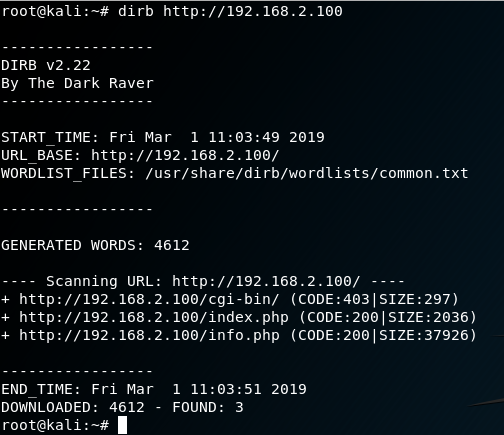 root@kali:~# dirb http://192.168.2.100
-----------------
DIRB v2.22
By The Dark Raver
-----------------
START_TIME: Fri Mar  1 11:03:49 2019
URL_BASE: http://192.168.2.100/
WORDLIST_FILES: /usr/share/dirb/wordlists/common.txt
-----------------
GENERATED WORDS: 4612
---- Scanning URL: http://192.168.2.100/ ----
+ http://192.168.2.100/cgi-bin/ (CODE:403|SIZE:297)
+ http://192.168.2.100/index.php (CODE:200|SIZE:2036)
+ http://192.168.2.100/info.php (CODE:200|SIZE:37926)
-----------------
END_TIME: Fri Mar  1 11:03:51 2019
DOWNLOADED: 4612 - FOUND: 3
root@kali:~#